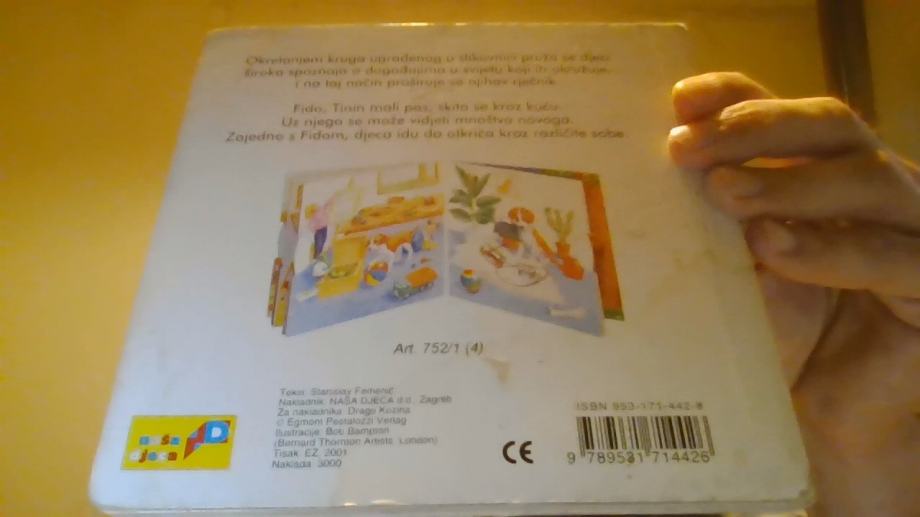 Okretanjem kruga ugrađenog u slikovnici pruža se djeci
široka spoznaja o događajima u svijetu koji ih okružuje,
i na taj način proširuje se njihov rječnik.
Fido, Tinin mali pas, skita se kroz kuću.
Uz njega se može vidjeti mnoštvo novoga.
Zajedno s Fidom, djeca idu do otkrića kroz različite sobe.
Art. 752/1 (4)
Tekst: Stanislav Femenić
Nakladnik: NAŠA DJECA d.o., Zagreb
Za nakladnika: Drago Kozina
© Egmont Pestalozzi Verlag
Ilustracije: Bob Bampton
(Bernard Thornton Artists, London)
Tisak: EZ, 2001
Naklada: 3000
naša
djeca
D
CE
ISBN 953-171-442-8
9 789531 714426